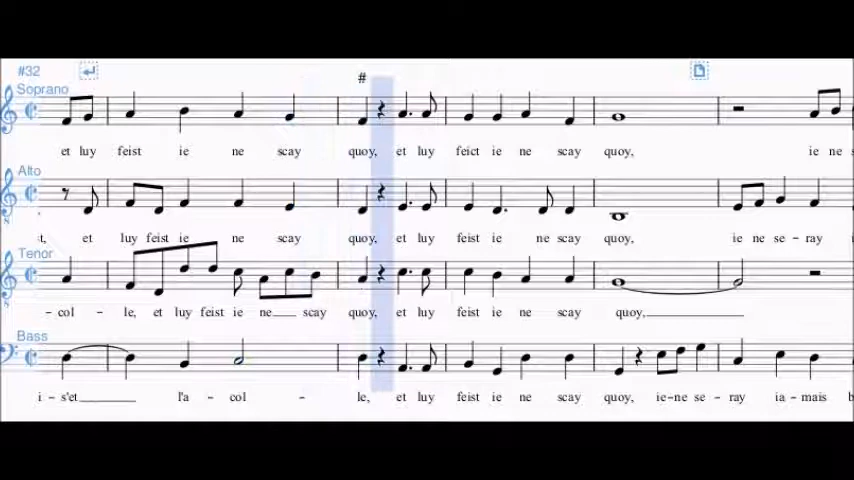 #32
#
Soprano
et luy feist ie ne scay quoy, et luy feict ie ne scay quoy, ie ne s
Alto
t, et luy feist ie ne scay quoy, et luy feist ie ne scay quoy, ie ne se – ray i
Tenor
– col – le, et luy feist ie ne scay quoy, et luy feist ie ne scay quoy,
Bass
i – s'et l'a – col – le, et luy feist ie ne scay quoy, ie–ne se – ray ia – mais b